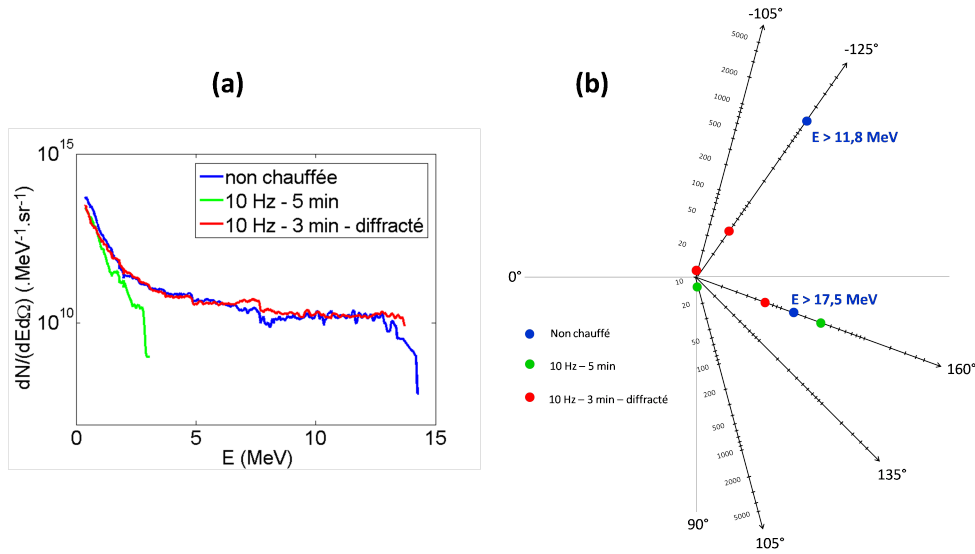 (a)
10^15
10^10
non chauffée
10 Hz - 5 min
10 Hz - 3 min - diffracté
dN/(dEdΩ) (.MeV^-1.sr^-1)
0
5
10
15
E (MeV)
(b)
-105°
-125°
5000
2000
1000
500
200
100
50
20
E > 11,8 MeV
0°
10
20
50
100
200
500
1000
2000
5000
E > 17,5 MeV
Non chauffé
10 Hz – 5 min
10 Hz – 3 min – diffracté
160°
135°
90°
105°